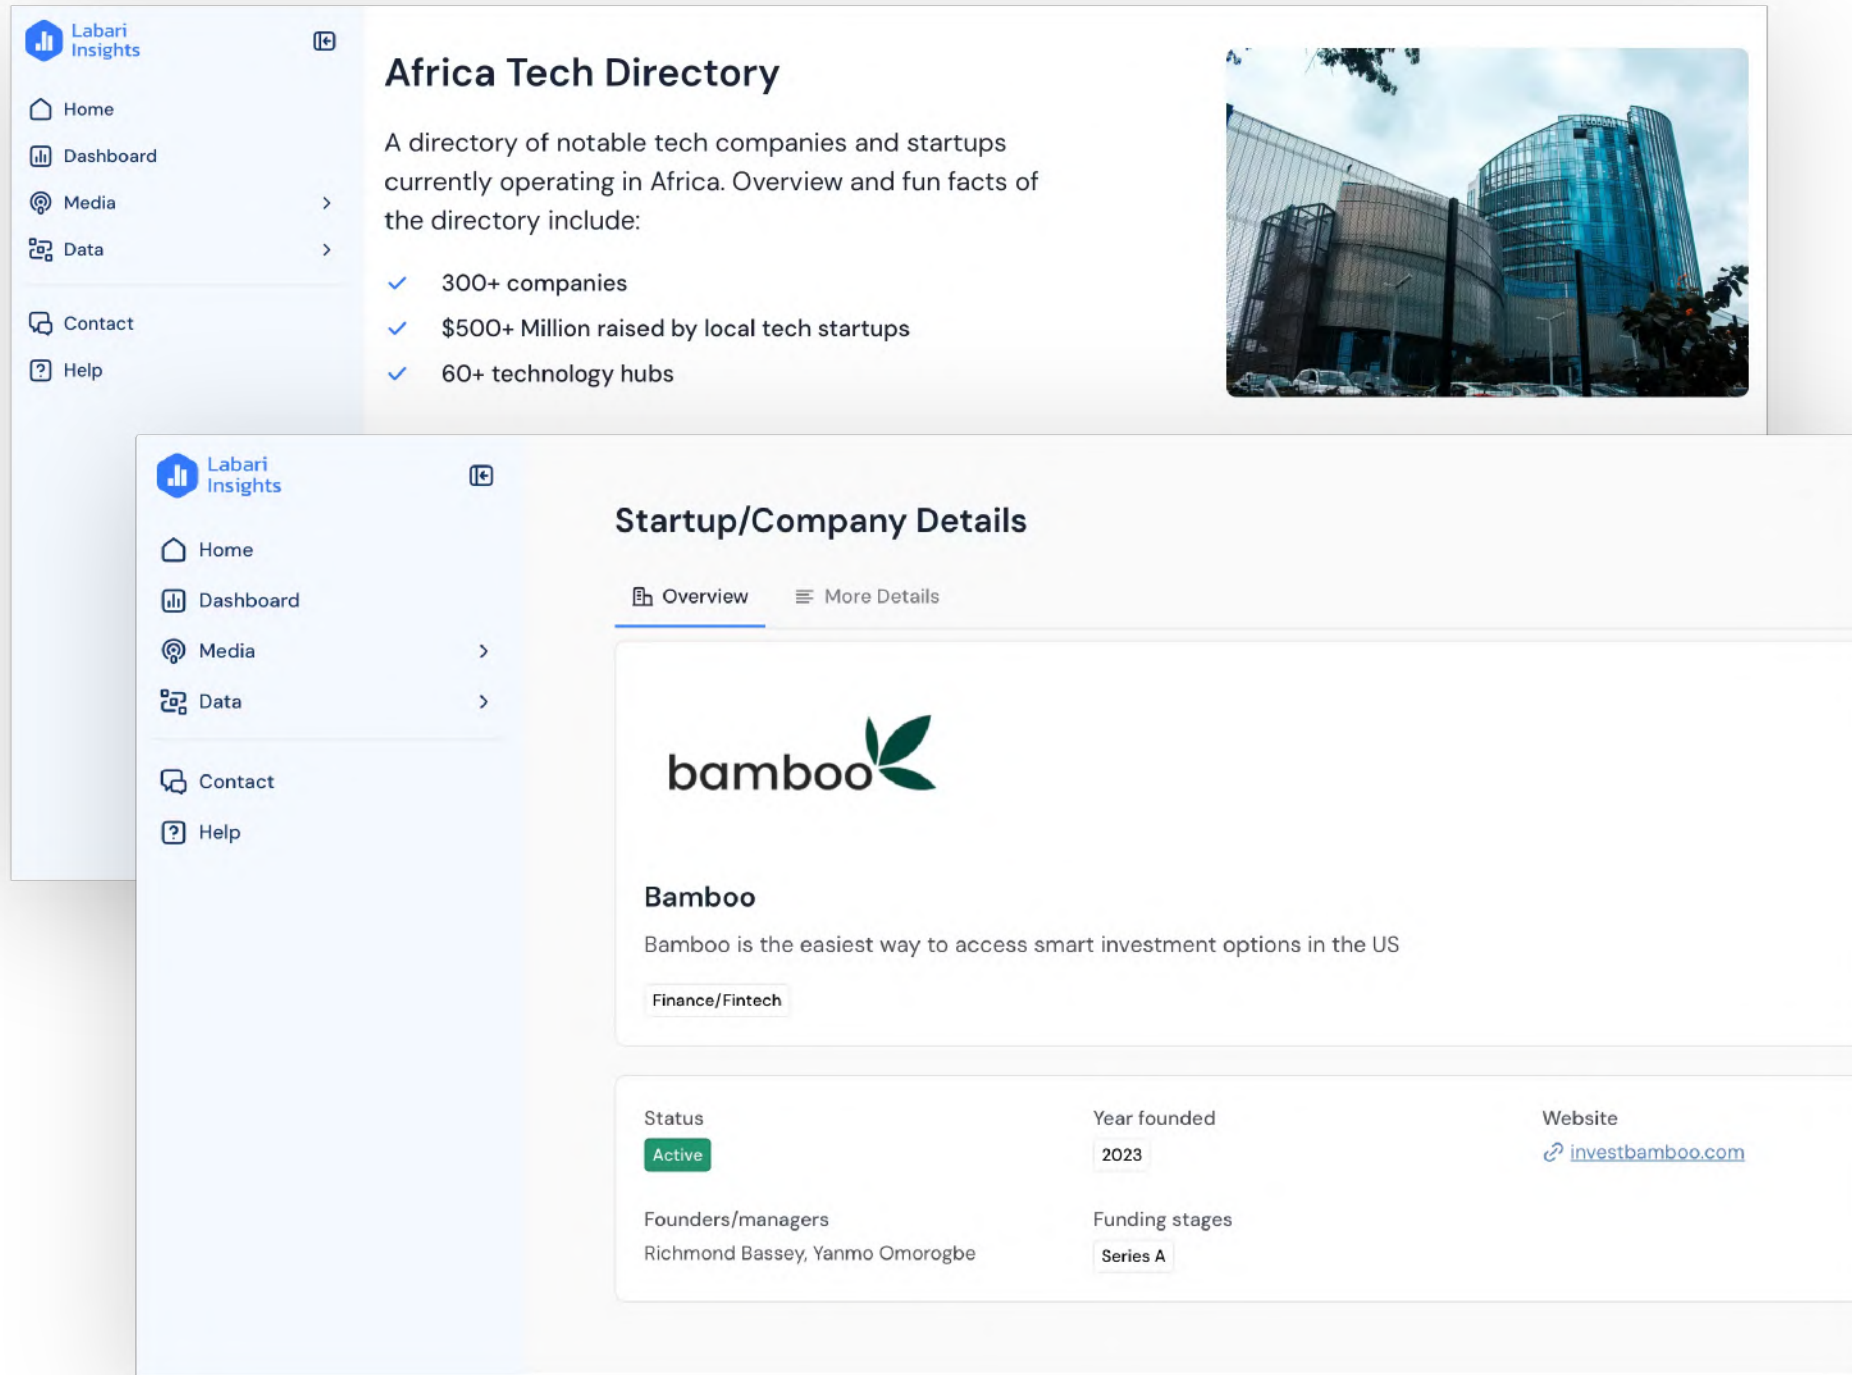 Labari
Insights
Home
Dashboard
Media
Data
Contact
Help
Africa Tech Directory
A directory of notable tech companies and startups
currently operating in Africa. Overview and fun facts of
the directory include:
300+ companies
$500+ Million raised by local tech startups
60+ technology hubs
Labari
Insights
Home
Dashboard
Media
Data
Contact
Help
Startup/Company Details
Overview
More Details
bamboo
Bamboo
Bamboo is the easiest way to access smart investment options in the US
Finance/Fintech
Status
Active
Year founded
2023
Website
investbamboo.com
Founders/managers
Richmond Bassey, Yanmo Omorogbe
Funding stages
Series A